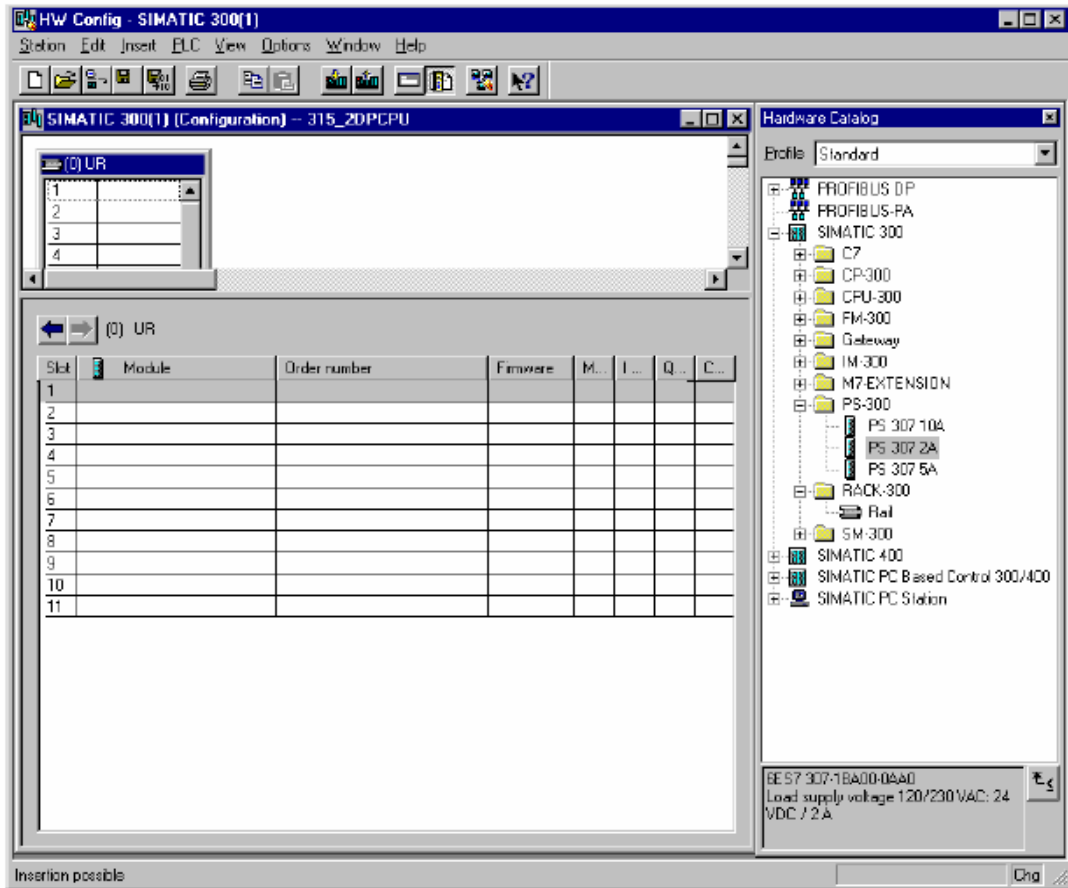 HW Config - SIMATIC 300(1)
Station Edit Insert PLC View Options Window Help
SIMATIC 300(1) (Configuration) -- 315_2DPCPU
(0) UR
1
2
3
4
(0) UR
Slot Module Order number Firmware M... I ... Q... C...
1
2
3
4
5
6
7
8
9
10
11
Hardware Catalog
Profile Standard
PROFIBUS DP
PROFIBUS-PA
SIMATIC 300
C7
CP-300
CPU-300
FM-300
Gateway
IM-300
M7-EXTENSION
PS-300
PS 307 10A
PS 307 2A
PS 307 5A
RACK-300
Rail
SM-300
SIMATIC 400
SIMATIC PC Based Control 300/400
SIMATIC PC Station
6ES7 307-1BA00-0AA0
Load supply voltage 120/230 VAC: 24
VDC / 2 A
Insertion possible
Chg